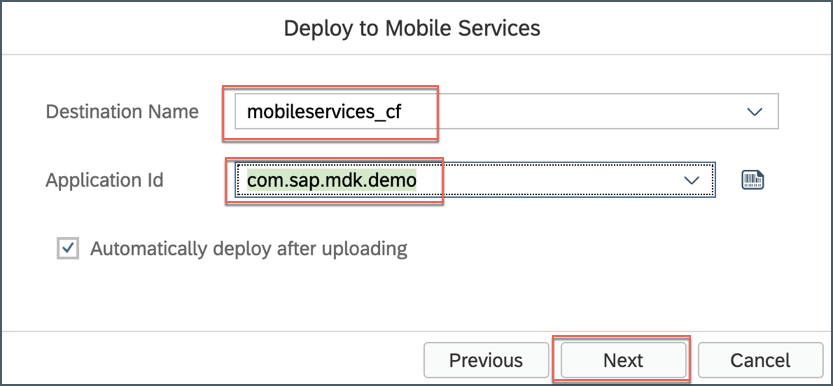 Deploy to Mobile Services
Destination Name mobileservices_cf
Application Id com.sap.mdk.demo
Automatically deploy after uploading
Previous Next Cancel